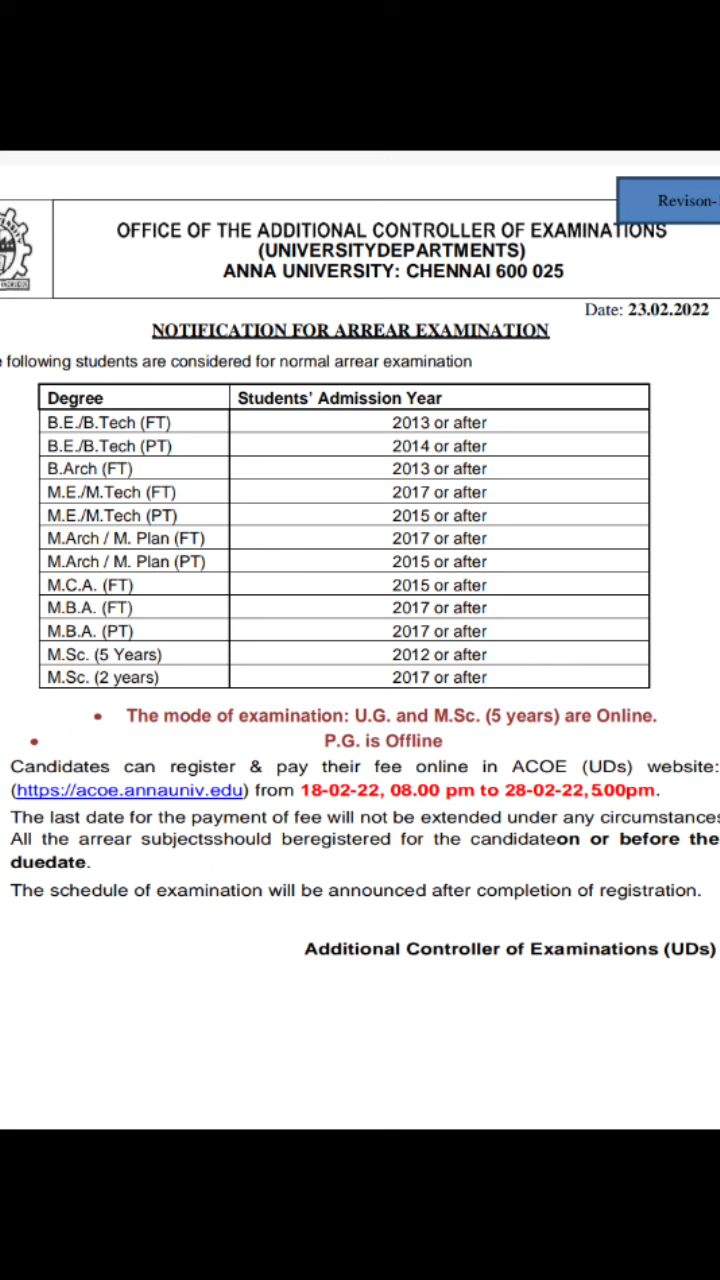 Revison-
OFFICE OF THE ADDITIONAL CONTROLLER OF EXAMINATIONS
(UNIVERSITYDEPARTMENTS)
ANNA UNIVERSITY: CHENNAI 600 025
Date: 23.02.2022
NOTIFICATION FOR ARREAR EXAMINATION
following students are considered for normal arrear examination
Degree Students' Admission Year
B.E./B.Tech (FT) 2013 or after
B.E./B.Tech (PT) 2014 or after
B.Arch (FT) 2013 or after
M.E./M.Tech (FT) 2017 or after
M.E./M.Tech (PT) 2015 or after
M.Arch / M. Plan (FT) 2017 or after
M.Arch / M. Plan (PT) 2015 or after
M.C.A. (FT) 2015 or after
M.B.A. (FT) 2017 or after
M.B.A. (PT) 2017 or after
M.Sc. (5 Years) 2012 or after
M.Sc. (2 years) 2017 or after
• The mode of examination: U.G. and M.Sc. (5 years) are Online.
• P.G. is Offline
Candidates can register & pay their fee online in ACOE (UDs) website:
(https://acoe.annauniv.edu) from 18-02-22, 08.00 pm to 28-02-22, 5.00pm.
The last date for the payment of fee will not be extended under any circumstances
All the arrear subjectsshould beregistered for the candidateon or before the
duedate.
The schedule of examination will be announced after completion of registration.
Additional Controller of Examinations (UDs)